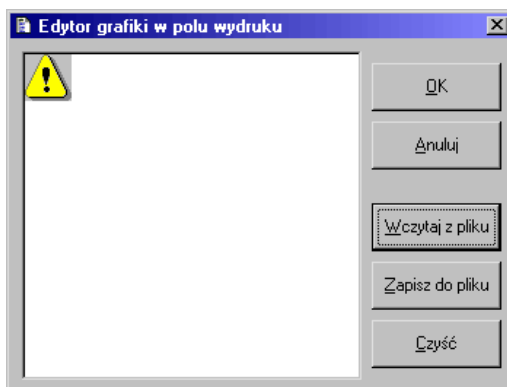 Edytor grafiki w polu wydruku
OK
Anuluj
Wczytaj z pliku
Zapisz do pliku
Czyść